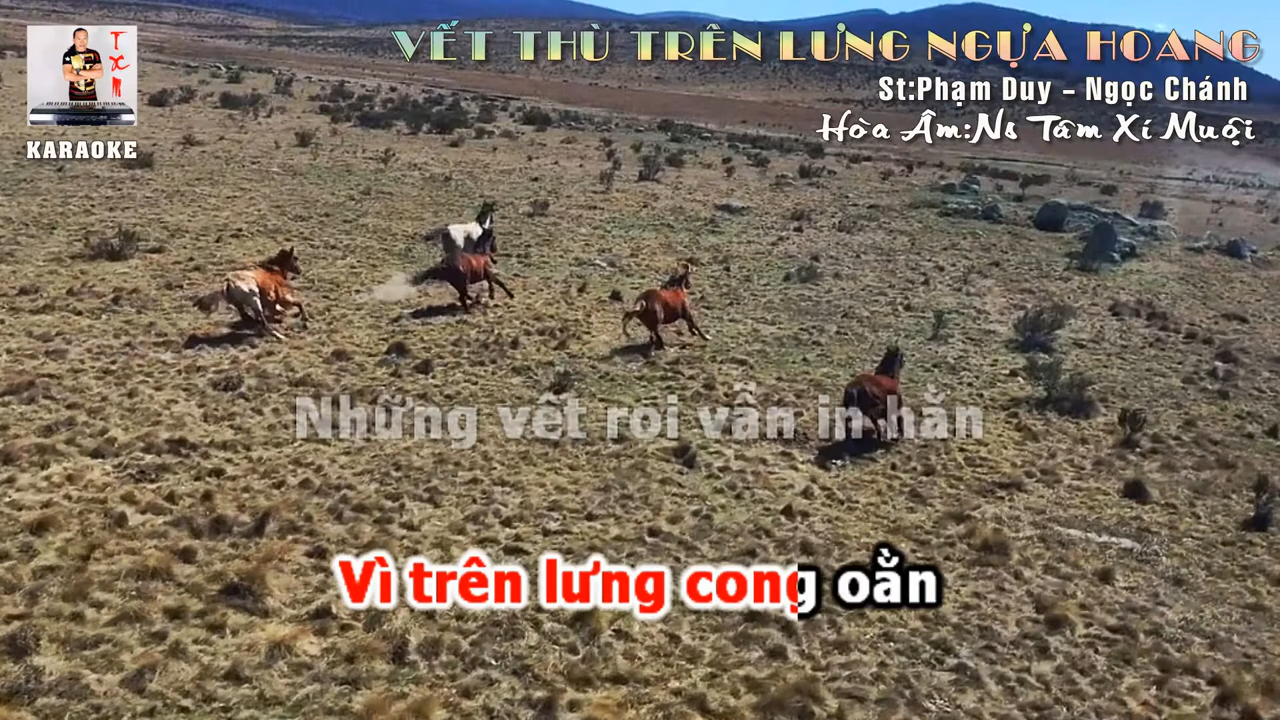 VẾT THÙ TRÊN LƯNG NGỰA HOANG
St:Phạm Duy - Ngọc Chánh
Hòa Âm:Ns Tâm Xí Muội
TXM
KARAOKE
Những vết roi vẫn in hằn
Vì trên lưng cong oằn